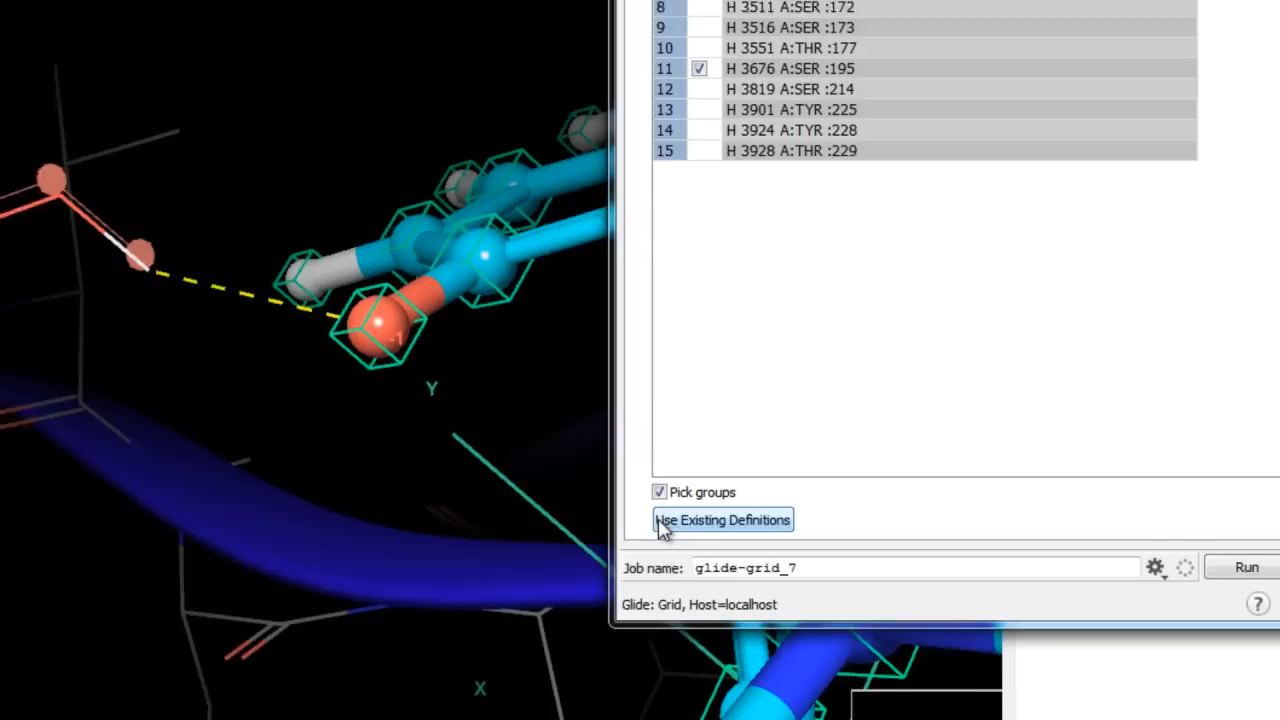 8 H 3511 A:SER :172
9 H 3516 A:SER :173
10 H 3551 A:THR :177
11 H 3676 A:SER :195
12 H 3819 A:SER :214
13 H 3901 A:TYR :225
14 H 3924 A:TYR :228
15 H 3928 A:THR :229
-1
Y
Pick groups
Use Existing Definitions
Job name: glide-grid_7
Run
Glide: Grid, Host=localhost
?
X